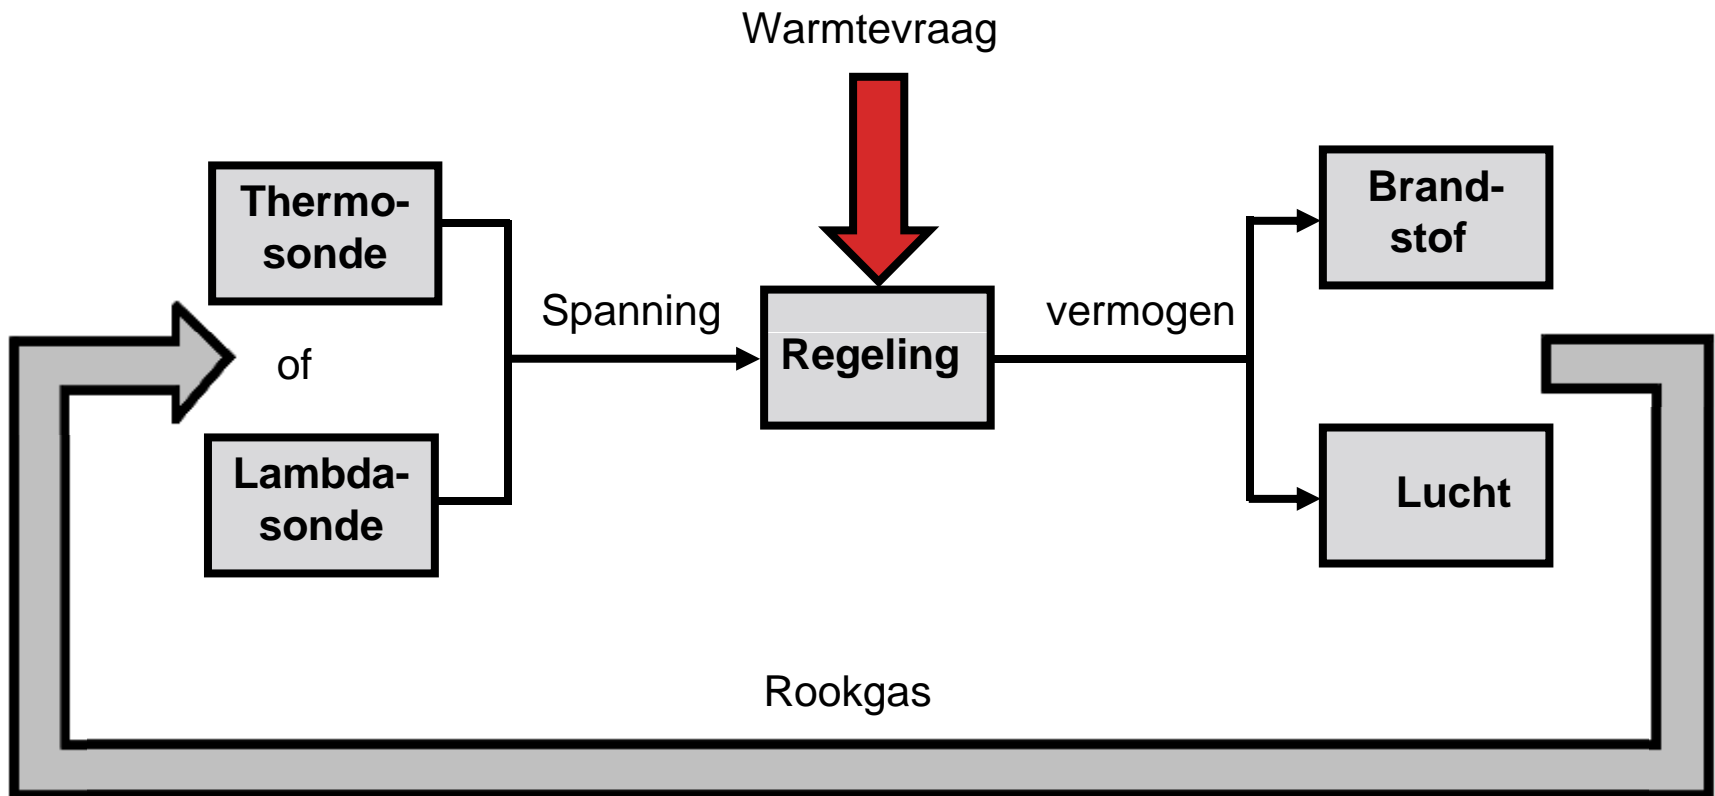 Warmtevraag
Thermo-
sonde
of
Lambda-
sonde
Spanning
Regeling
vermogen
Brand-
stof
Lucht
Rookgas